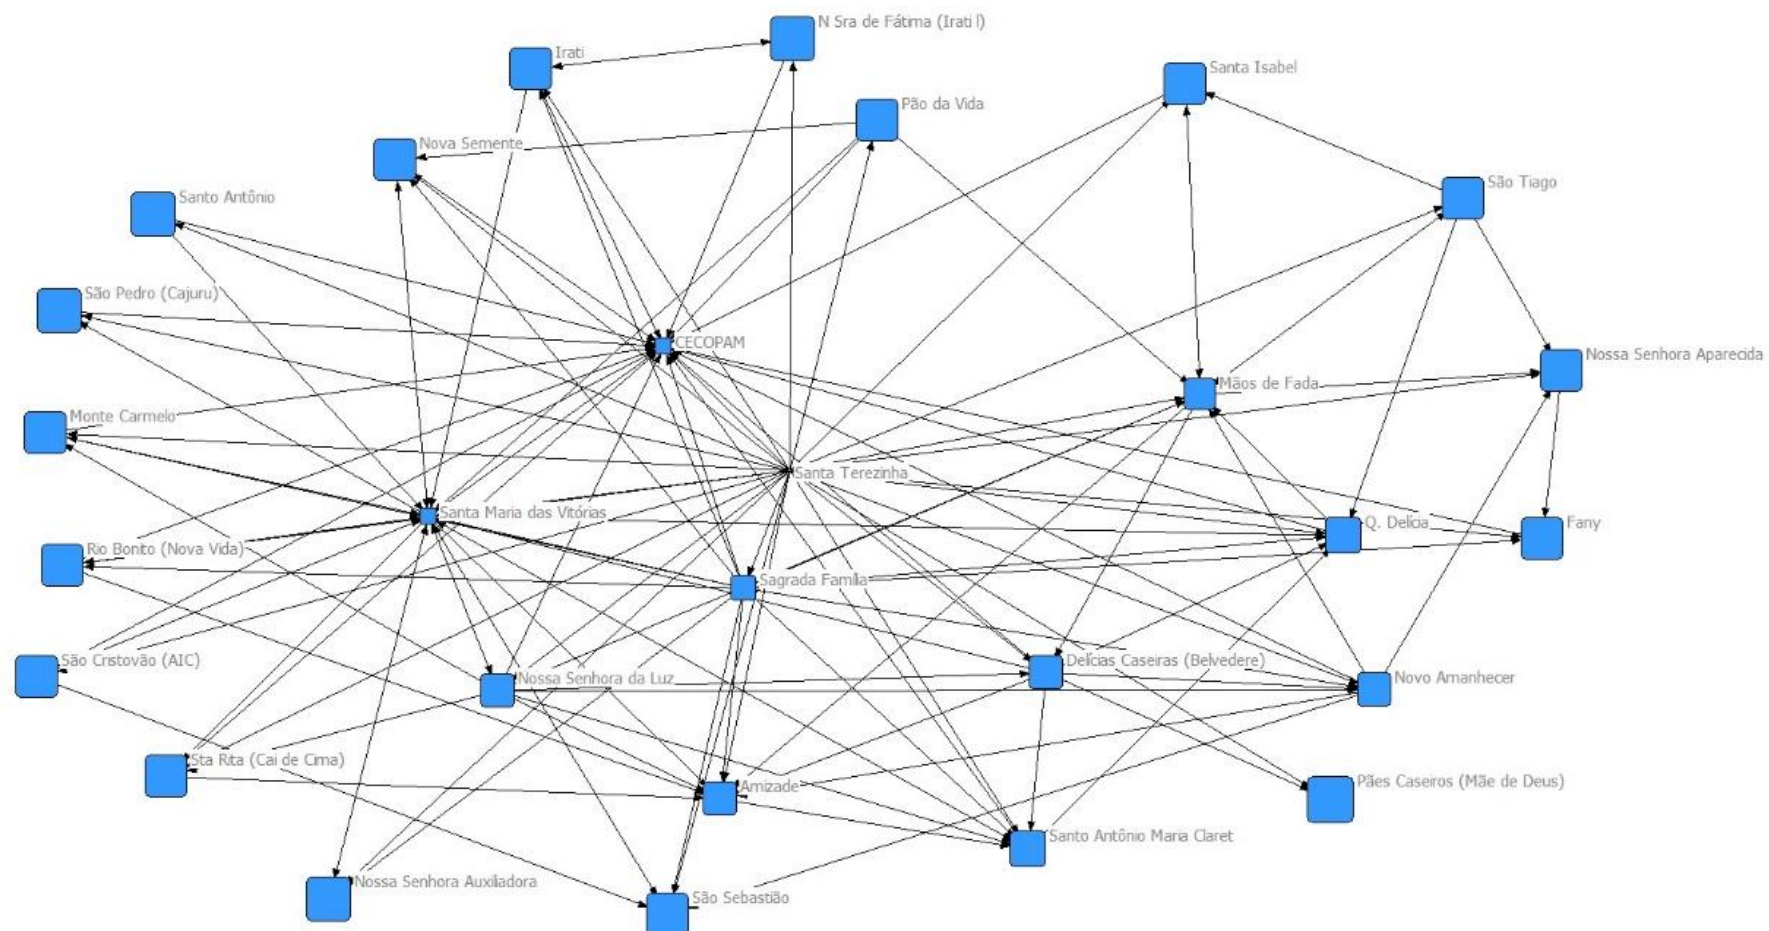 N Sra de Fátima (Irati I)
Irati
Santa Isabel
Pão da Vida
Nova Semente
São Tiago
Santo Antônio
São Pedro (Cajuru)
CECOPAM
Nossa Senhora Aparecida
Mãos de Fada
Monte Carmelo
Santa Terezinha
Santa Maria das Vitórias
Q. Delícia
Fany
Rio Bonito (Nova Vida)
Sagrada Família
São Cristovão (AIC)
Delícias Caseiras (Belvedere)
Nossa Senhora da Luz
Novo Amanhecer
Sta Rita (Cai de Cima)
Pães Caseiros (Mãe de Deus)
Amizade
Santo Antônio Maria Claret
Nossa Senhora Auxiliadora
São Sebastião